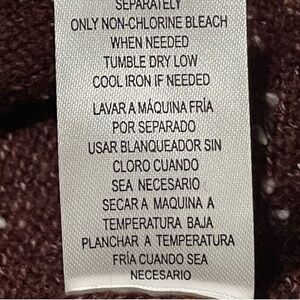 SEPARATELY
ONLY NON-CHLORINE BLEACH
WHEN NEEDED
TUMBLE DRY LOW
COOL IRON IF NEEDED
LAVAR A MÁQUINA FRÍA
POR SEPARADO
USAR BLANQUEADOR SIN
CLORO CUANDO
SEA NECESARIO
SECAR A MAQUINA A
TEMPERATURA BAJA
PLANCHAR A TEMPERATURA
FRÍA CUANDO SEA
NECESARIO